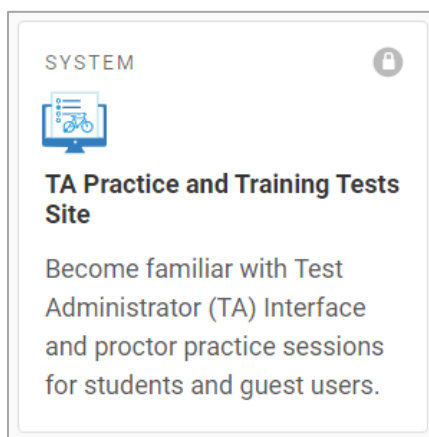 SYSTEM
TA Practice and Training Tests
Site
Become familiar with Test
Administrator (TA) Interface
and proctor practice sessions
for students and guest users.